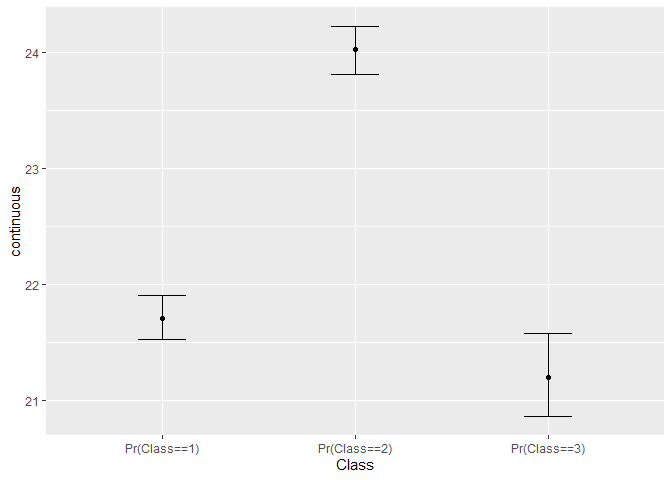 24
23
22
21
continuous
Pr(Class==1) Pr(Class==2) Pr(Class==3)
Class